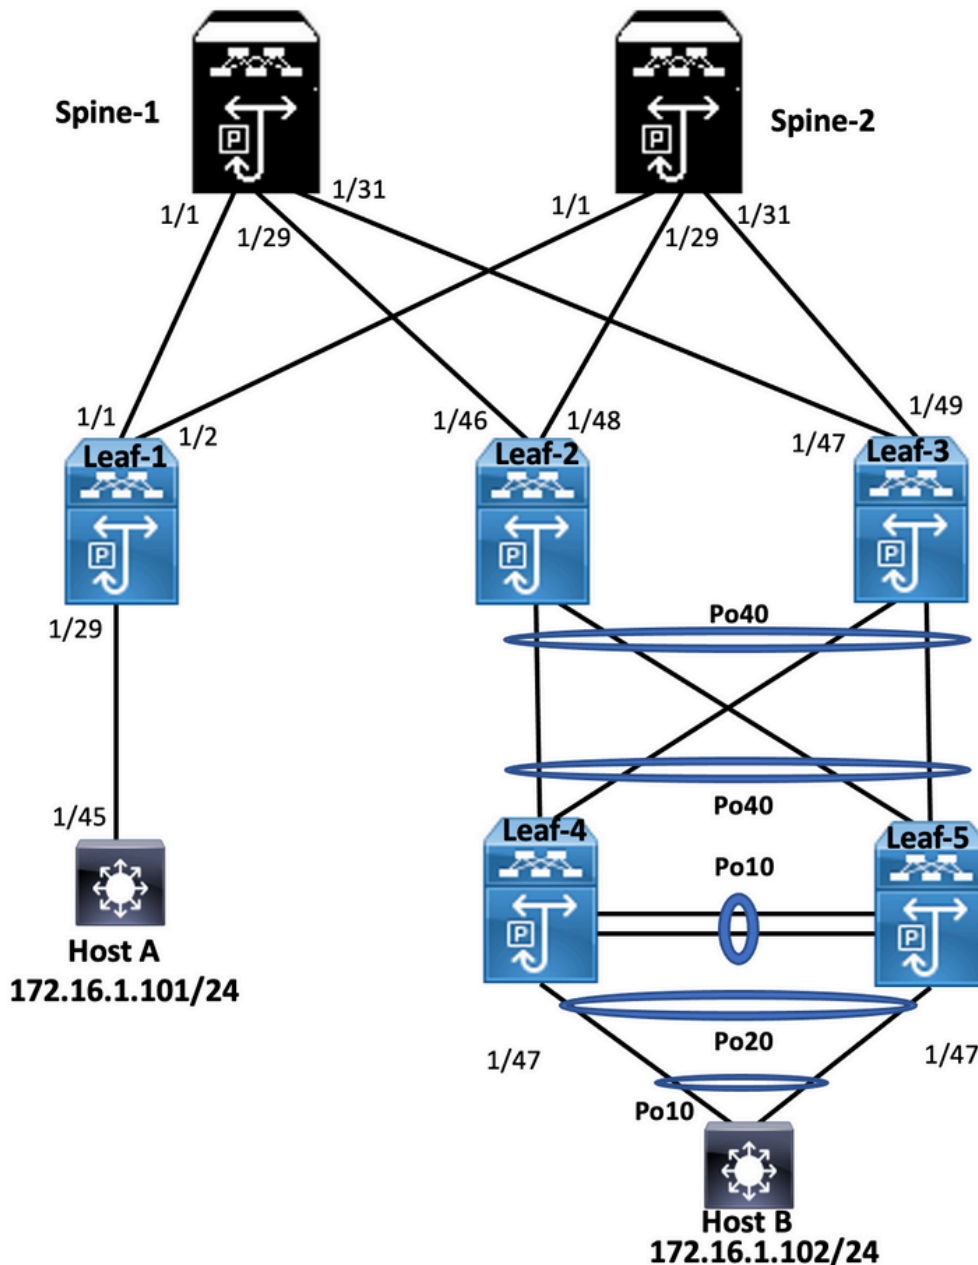 Spine-1
Spine-2
1/1
1/29
1/31
1/1
1/29
1/31
1/1
1/2
1/46
1/48
1/47
1/49
Leaf-1
Leaf-2
Leaf-3
P
P
P
P
P
1/29
Po40
1/45
Po40
Leaf-4
Leaf-5
Po10
P
P
Host A
172.16.1.101/24
1/47
Po20
1/47
Po10
Host B
172.16.1.102/24